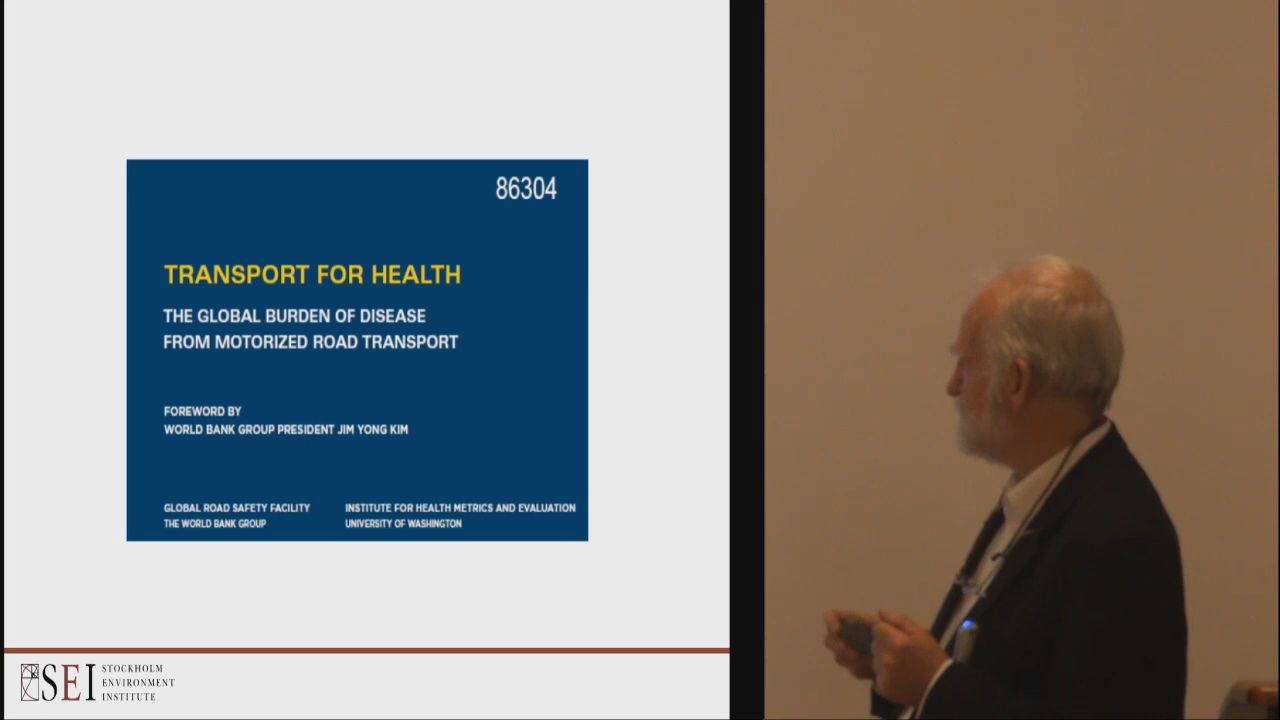 86304
TRANSPORT FOR HEALTH
THE GLOBAL BURDEN OF DISEASE
FROM MOTORIZED ROAD TRANSPORT
FOREWORD BY
WORLD BANK GROUP PRESIDENT JIM YONG KIM
GLOBAL ROAD SAFETY FACILITY
THE WORLD BANK GROUP
INSTITUTE FOR HEALTH METRICS AND EVALUATION
UNIVERSITY OF WASHINGTON
SEI
STOCKHOLM
ENVIRONMENT
INSTITUTE